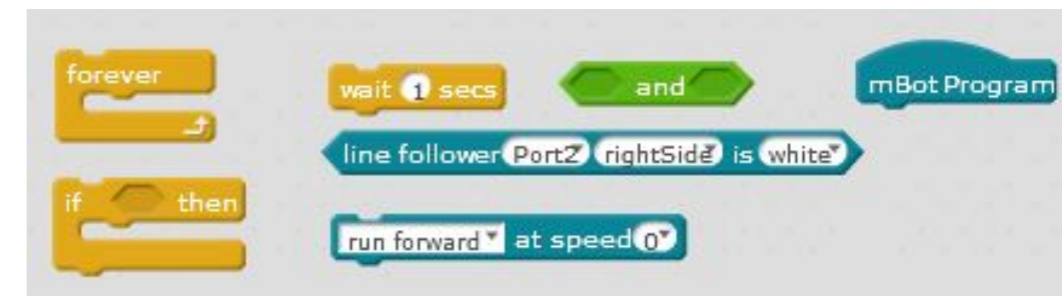 forever
wait 1 secs
and
mBot Program
line follower Port2 rightSide is white
if then
run forward at speed 0